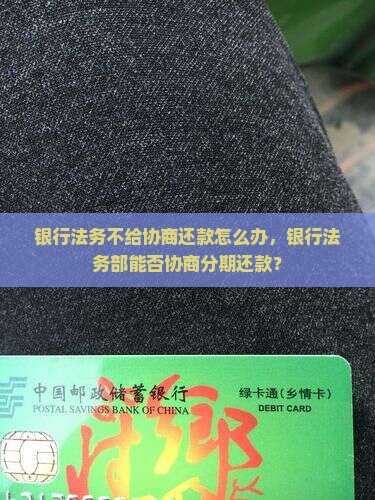 银行法务不给协商还款怎么办，银行法
务部能否协商分期还款？
中国邮政储蓄银行
POSTAL SAVINGS BANK OF CHINA
绿卡通(乡情卡)
DEBIT CARD
乡